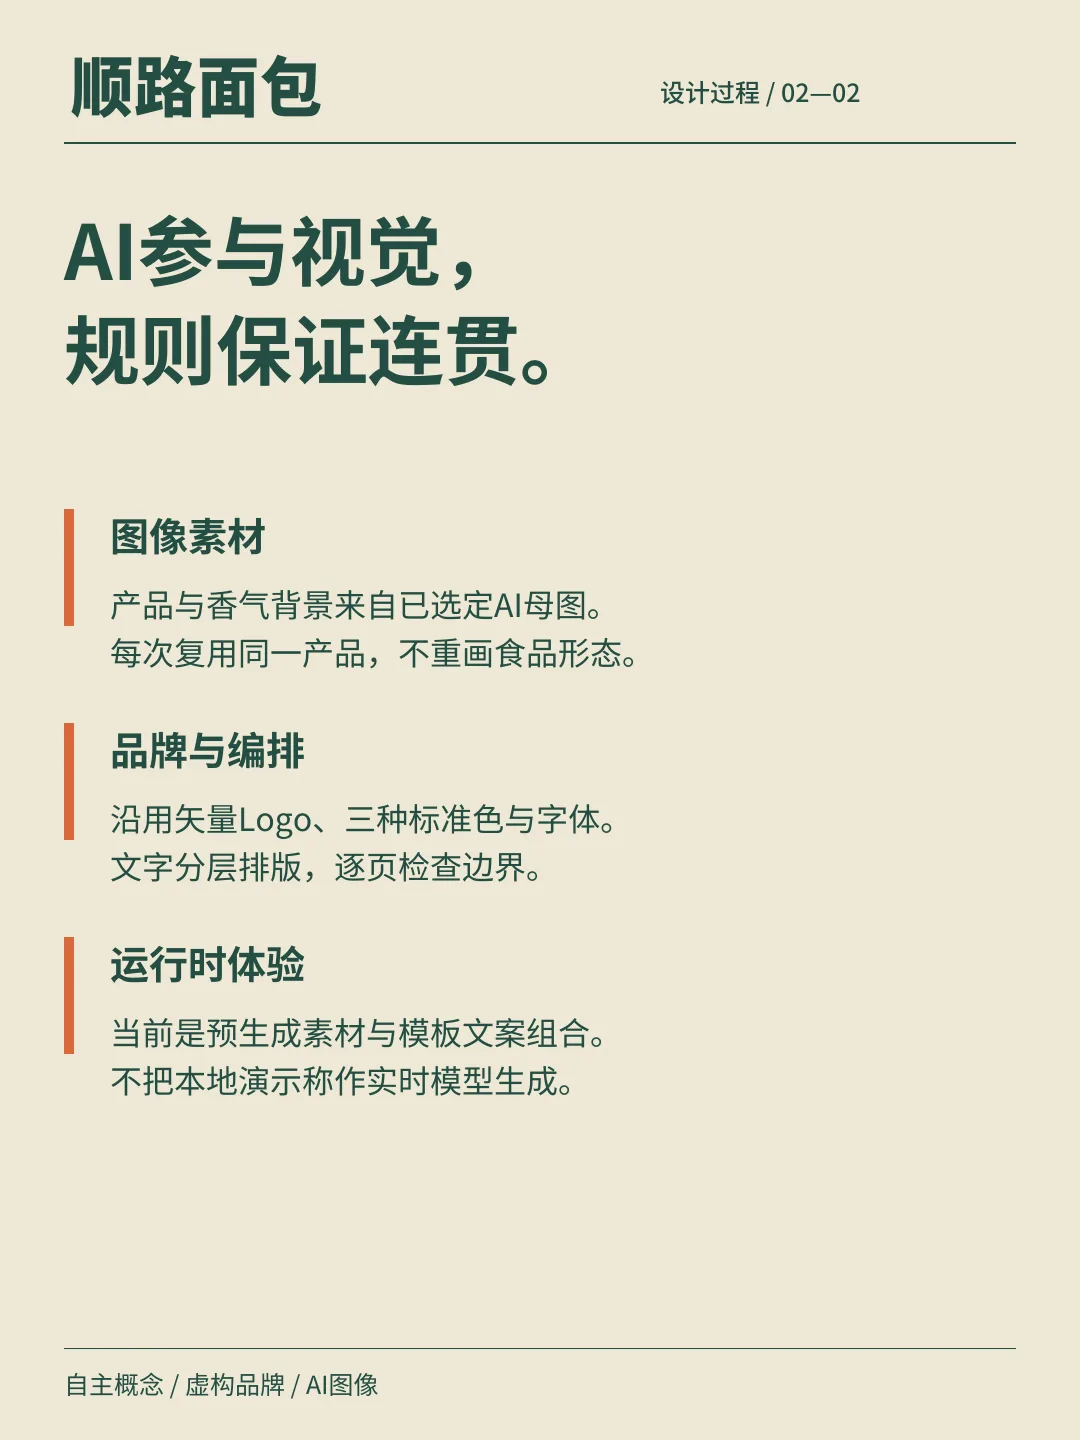 顺路面包
设计过程 / 02—02
AI参与视觉，
规则保证连贯。
图像素材
产品与香气背景来自已选定AI母图。
每次复用同一产品，不重画食品形态。
品牌与编排
沿用矢量Logo、三种标准色与字体。
文字分层排版，逐页检查边界。
运行时体验
当前是预生成素材与模板文案组合。
不把本地演示称作实时模型生成。
自主概念 / 虚构品牌 / AI图像